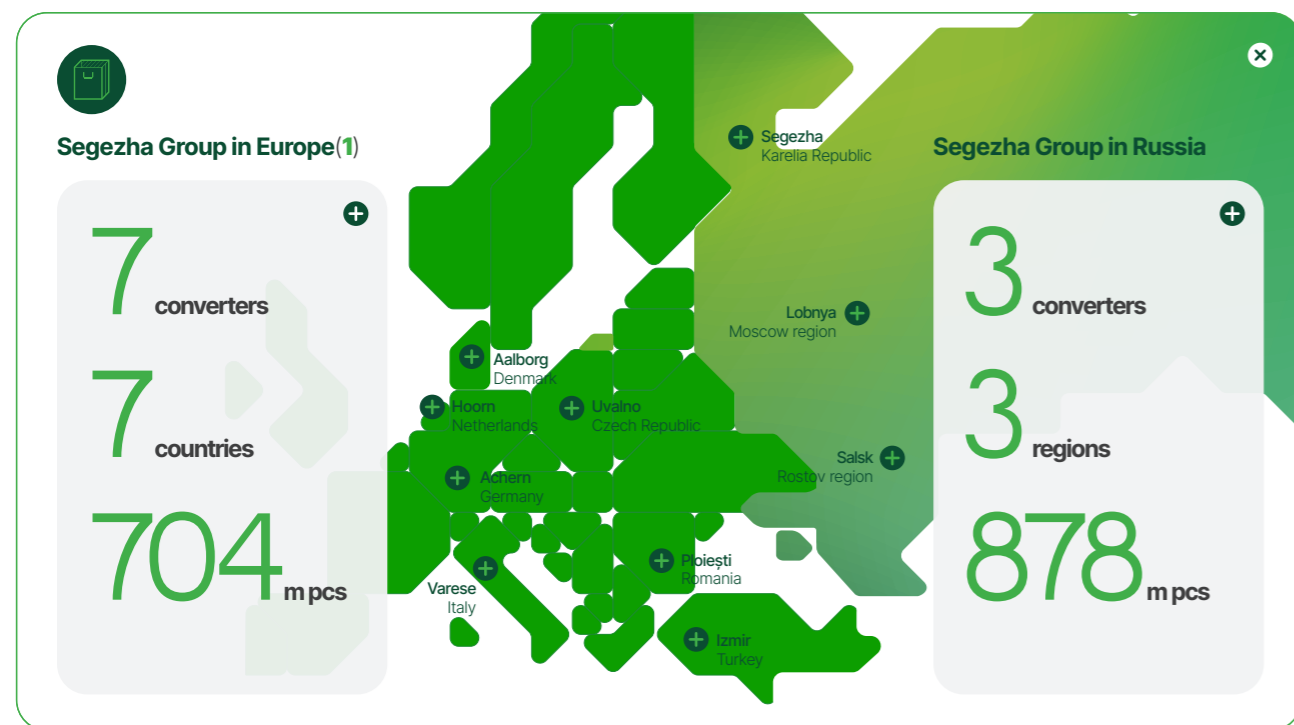 Segezha Group in Europe(1)
7 converters
7 countries
704 m pcs
Segezha
Karelia Republic
Lobnya
Moscow region
Aalborg
Denmark
Hoorn
Netherlands
Uvalno
Czech Republic
Salsk
Rostov region
Achern
Germany
Ploiești
Romania
Varese
Italy
Izmir
Turkey
Segezha Group in Russia
3 converters
3 regions
878 m pcs